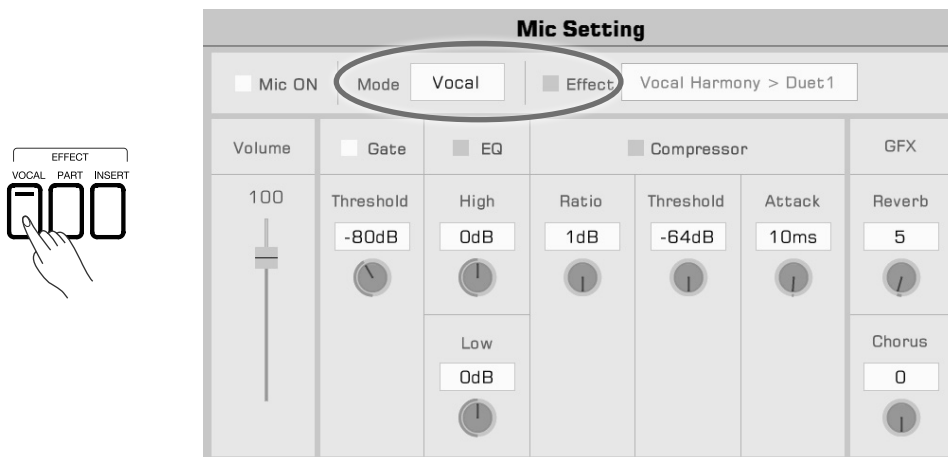 Mic Setting
Mic ON Mode Vocal Effect Vocal Harmony > Duet1
Volume Gate EQ Compressor GFX
EFFECT
VOCAL PART INSERT
100 Threshold High Ratio Threshold Attack Reverb
-80dB 0dB 1dB -64dB 10ms 5
Low Chorus
0dB 0